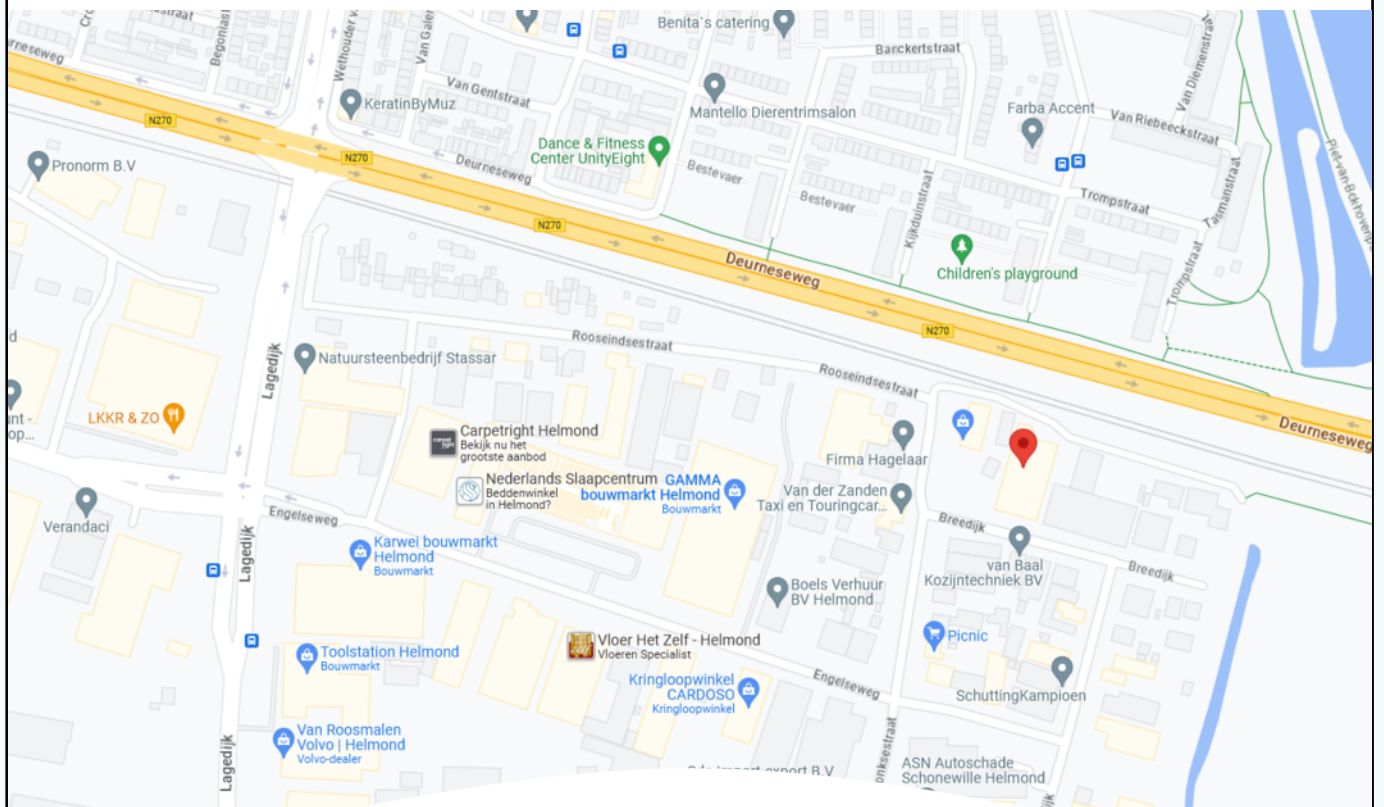 Begoniast
Wethouder v
Van Galen
Benita`s catering
Banckertstraat
Van Diemenstra
rneseweg
Van Gentstraat
KeratinByMuz
Mantello Dierentrimsalon
Farba Accent
Van Riebeeckstraat
N270
Dance & Fitness
Center UnityEight
N270
Deurneseweg
Pronorm B.V
Bestevaer
Bestevaer
Kijkduinstraat
Trompstraat
Tasmanstraat
N270
Deurneseweg
Children's playground
Trompstraat
N270
Rooseindsestraat
Lagedijk
Natuursteenbedrijf Stassar
Rooseindsestraat
LKKR & ZO
Deurneseweg
Carpetright Helmond
Bekijk nu het
grootste aanbod
Firma Hagelaar
Nederlands Slaapcentrum
Beddenwinkel
in Helmond?
GAMMA
bouwmarkt Helmond
Bouwmarkt
Van der Zanden
Taxi en Touringcar...
Verandaci
Engelseweg
Breedijk
Lagedijk
Karwei bouwmarkt
Helmond
Bouwmarkt
van Baal
Kozijntechniek BV
Breedijk
Boels Verhuur
BV Helmond
Picnic
Vloer Het Zelf - Helmond
Vloeren Specialist
Toolstation Helmond
Bouwmarkt
Kringloopwinkel
CARDOSO
Kringloopwinkel
Engelseweg
SchuttingKampioen
Van Roosmalen
Volvo | Helmond
Volvo-dealer
Lagedijk
onksestraat
ASN Autoschade
Schonewille Helmond